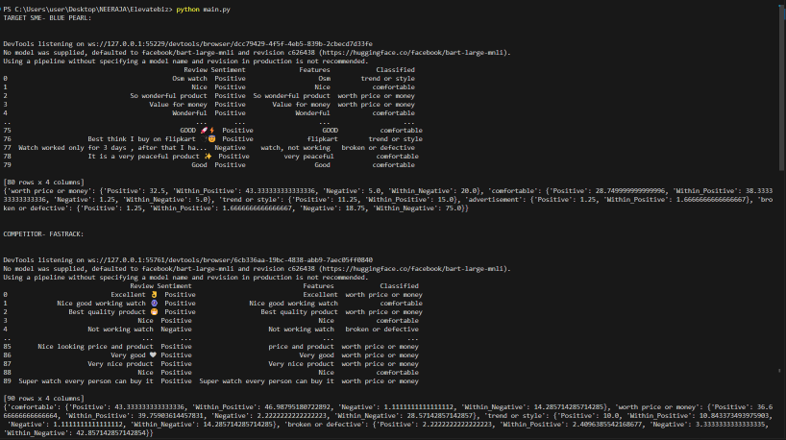 PS C:\Users\user\Desktop\NEERAJA\Elevatebiz> python main.py
TARGET SME- BLUE PEARL:
DevTools listening on ws://127.0.0.1:55229/devtools/browser/dcc79429-4f5f-4eb5-839b-2cbecd7d33fe
No model was supplied, defaulted to facebook/bart-large-mnli and revision c626438 (https://huggingface.co/facebook/bart-large-mnli).
Using a pipeline without specifying a model name and revision in production is not recommended.
Review Sentiment Features Classified
0 Osm watch Positive Osm trend or style
1 Nice Positive Nice comfortable
2 So wonderful product Positive So wonderful product worth price or money
3 Value for money Positive Value for money worth price or money
4 Wonderful Positive Wonderful comfortable
.. ... ... ... ...
75 GOOD 🚀⚡ Positive GOOD comfortable
76 Best think I buy on flipkart Positive flipkart trend or style
77 Watch worked only for 3 days , after that I ha... Negative watch, not working broken or defective
78 It is a very peaceful product ✨ Positive very peaceful comfortable
79 Good Positive Good comfortable
[80 rows x 4 columns]
{'worth price or money': {'Positive': 32.5, 'Within_Positive': 43.333333333333336, 'Negative': 5.0, 'Within_Negative': 20.0}, 'comfortable': {'Positive': 28.749999999999996, 'Within_Positive': 38.3333
3333333336, 'Negative': 1.25, 'Within_Negative': 5.0}, 'trend or style': {'Positive': 11.25, 'Within_Positive': 15.0}, 'advertisement': {'Positive': 1.25, 'Within_Positive': 1.6666666666666667}, 'bro
ken or defective': {'Positive': 1.25, 'Within_Positive': 1.6666666666666667, 'Negative': 18.75, 'Within_Negative': 75.0}}
COMPETITOR- FASTRACK:
DevTools listening on ws://127.0.0.1:55761/devtools/browser/6cb336aa-19bc-4838-abb9-7aec05ff0840
No model was supplied, defaulted to facebook/bart-large-mnli and revision c626438 (https://huggingface.co/facebook/bart-large-mnli).
Using a pipeline without specifying a model name and revision in production is not recommended.
Review Sentiment Features Classified
0 Excellent 👌 Positive Excellent worth price or money
1 Nice good working watch Positive Nice good working watch comfortable
2 Best quality product Positive Best quality product worth price or money
3 Nice Positive Nice comfortable
4 Not working watch Negative Not working watch broken or defective
.. ... ... ... ...
85 Nice looking price and product Positive price and product worth price or money
86 Very good 🤍 Positive Very good worth price or money
87 Very nice product Positive Very nice product worth price or money
88 Nice Positive Nice comfortable
89 Super watch every person can buy it Positive Super watch every person can buy it worth price or money
[90 rows x 4 columns]
{'comfortable': {'Positive': 43.333333333333336, 'Within_Positive': 46.98795180722892, 'Negative': 1.1111111111111112, 'Within_Negative': 14.285714285714285}, 'worth price or money': {'Positive': 36.6
66666666666664, 'Within_Positive': 39.75903614457831, 'Negative': 2.2222222222222223, 'Within_Negative': 28.57142857142857}, 'trend or style': {'Positive': 10.0, 'Within_Positive': 10.843373493975903,
'Negative': 1.1111111111111112, 'Within_Negative': 14.285714285714285}, 'broken or defective': {'Positive': 2.2222222222222223, 'Within_Positive': 2.4096385542168677, 'Negative': 3.3333333333333335,
'Within_Negative': 42.857142857142854}}